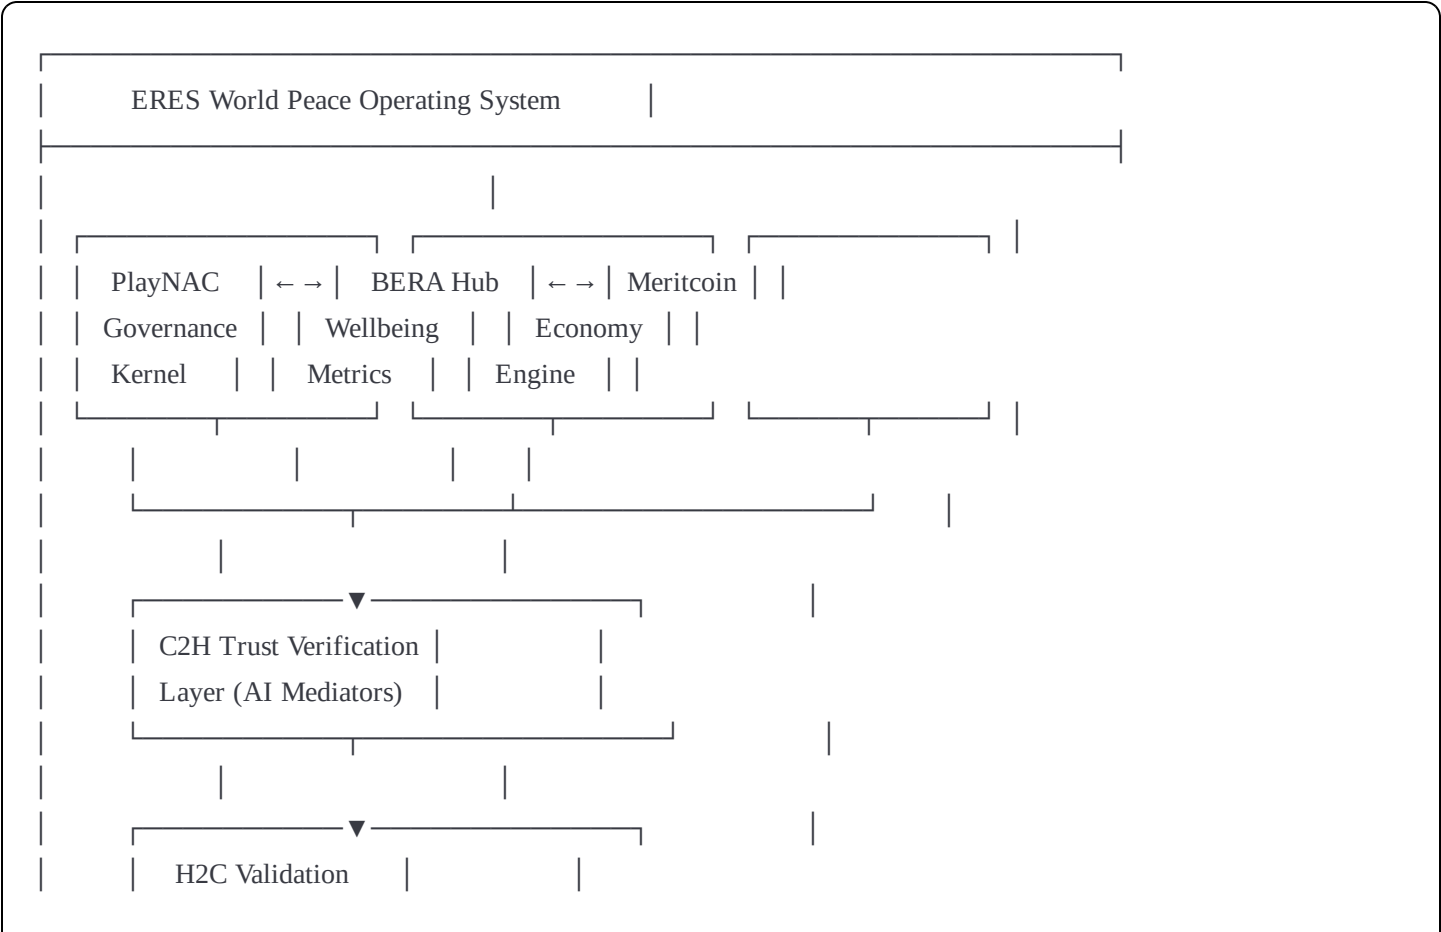 ERES World Peace Operating System
PlayNAC ←→ BERA Hub ←→ Meritcoin
Governance Wellbeing Economy
Kernel Metrics Engine
▼
C2H Trust Verification
Layer (AI Mediators)
▼
H2C Validation